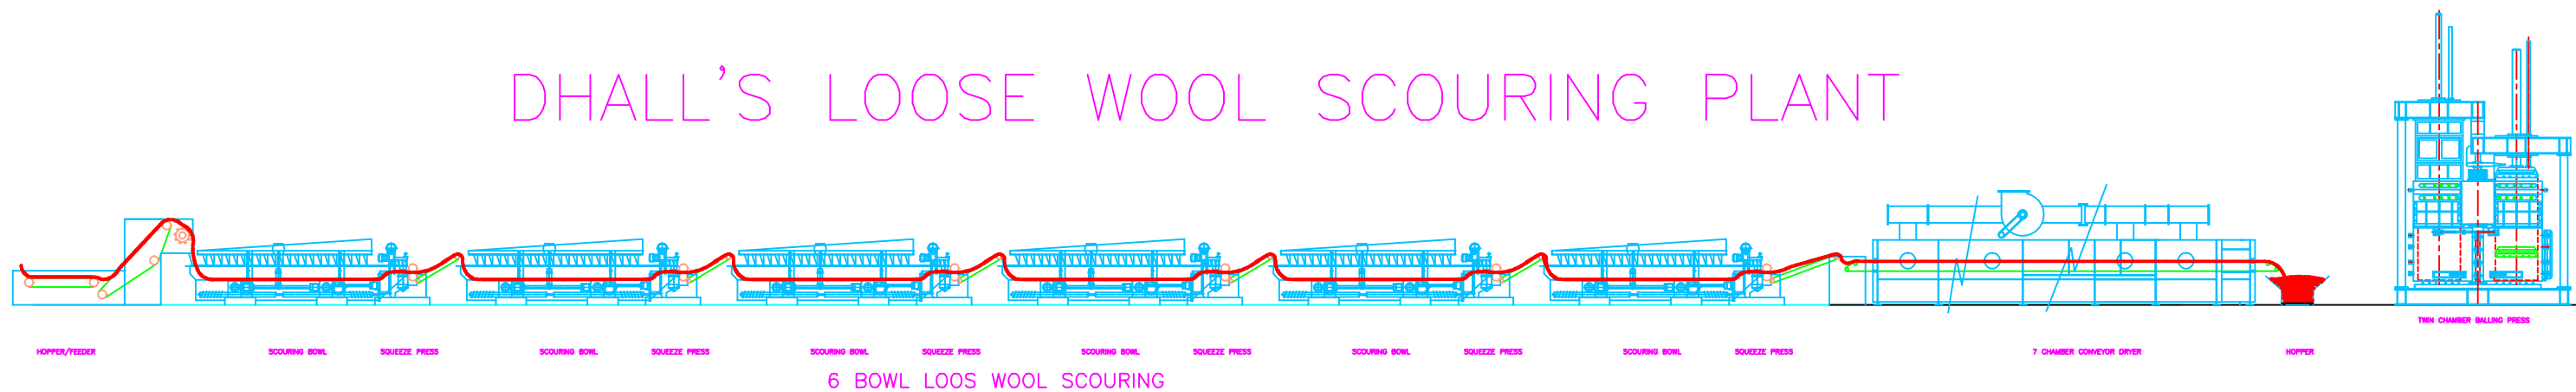 DHALL'S LOOSE WOOL SCOURING PLANT
TWIN CHAMBER BALLING PRESS
HOPPER/FEEDER SCOURING BOWL SQUEEZE PRESS SCOURING BOWL SQUEEZE PRESS SCOURING BOWL SQUEEZE PRESS SCOURING BOWL SQUEEZE PRESS SCOURING BOWL SQUEEZE PRESS SCOURING BOWL SQUEEZE PRESS 7 CHAMBER CONVEYOR DRYER HOPPER
6 BOWL LOOS WOOL SCOURING